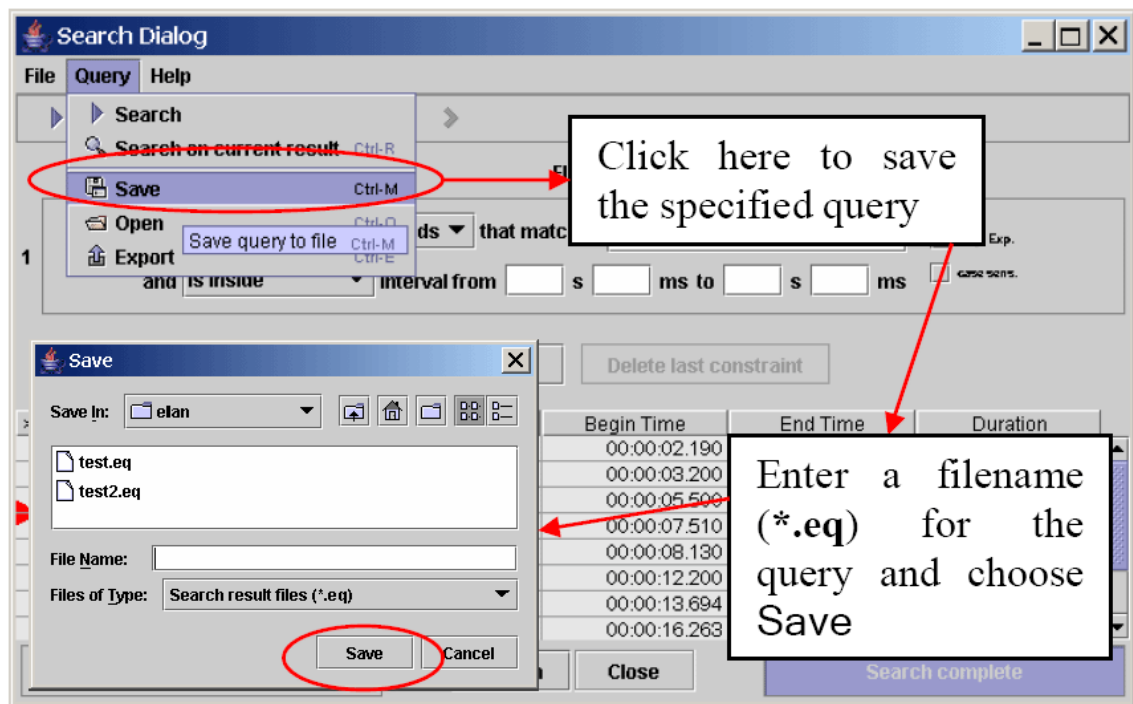 Search Dialog
File Query Help
Search
Search on current result Ctrl-R
Save Ctrl-M
Open Ctrl-O
Save query to file Ctrl-M
Export Ctrl-E
Click here to save
the specified query
1
that matc
Exp.
case sens.
and is inside interval from s ms to s ms
Delete last constraint
Save
Save In: elan
test.eq
test2.eq
File Name:
Files of Type: Search result files (*.eq)
Save Cancel
Begin Time End Time Duration
00:00:02.190
00:00:03.200
00:00:05.500
00:00:07.510
00:00:08.130
00:00:12.200
00:00:13.694
00:00:16.263
Enter a filename
(*.eq) for the
query and choose
Save
Close
Search complete